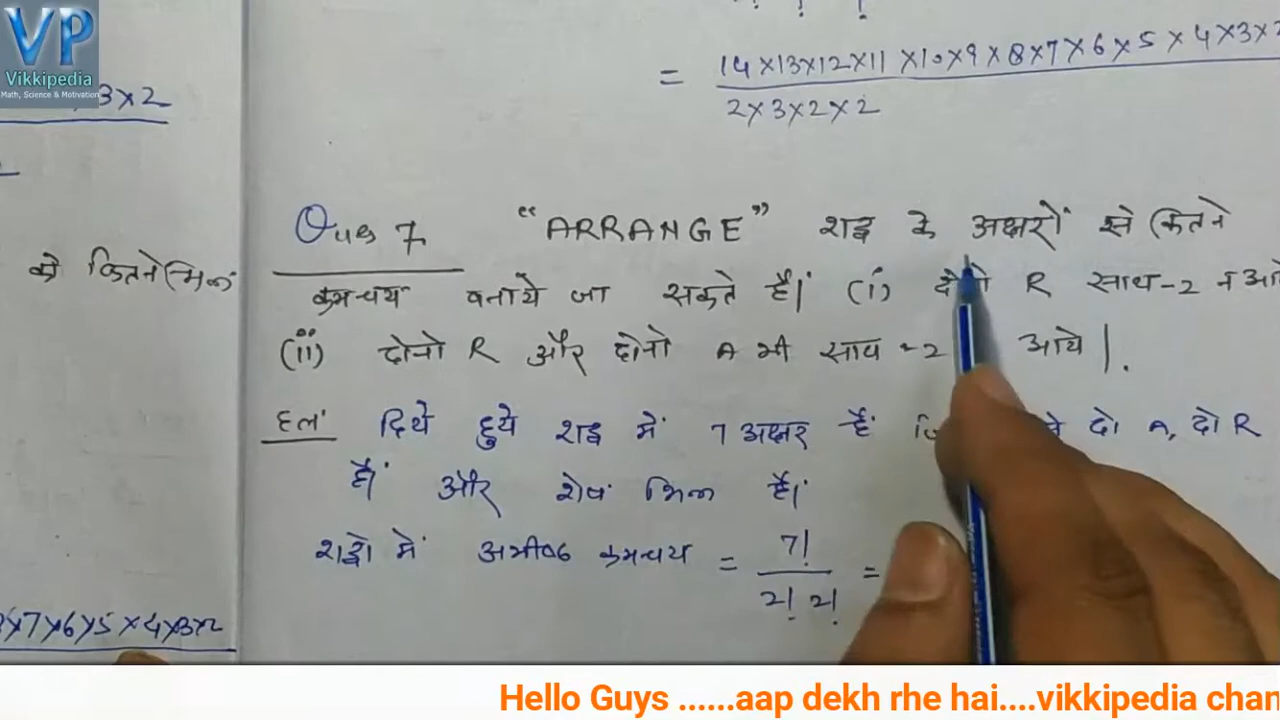 VP
Vikkipedia
Math, Science & Motivation
3×2
= 14×13×12×11×10×9×8×7×6×5×4×3×2
2×3×2×2
Ques 7 "ARRANGE" शब्द के अक्षरों से कितने
को कितने भिन्न
क्रमचय बनाये जा सकते हैं। (i) दोनो R साथ-2 न आये
(ii) दोनो R और दोनो A भी साथ-2 आये।
हल दिये हुये शब्द में 7 अक्षर हैं दो A, दो R
हैं। और शेष भिन्न हैं।
शब्दो में अभीष्ट क्रमचय = 7! / 2! 2! =
×7×6×5×4×3×2
Hello Guys ......aap dekh rhe hai....vikkipedia chan